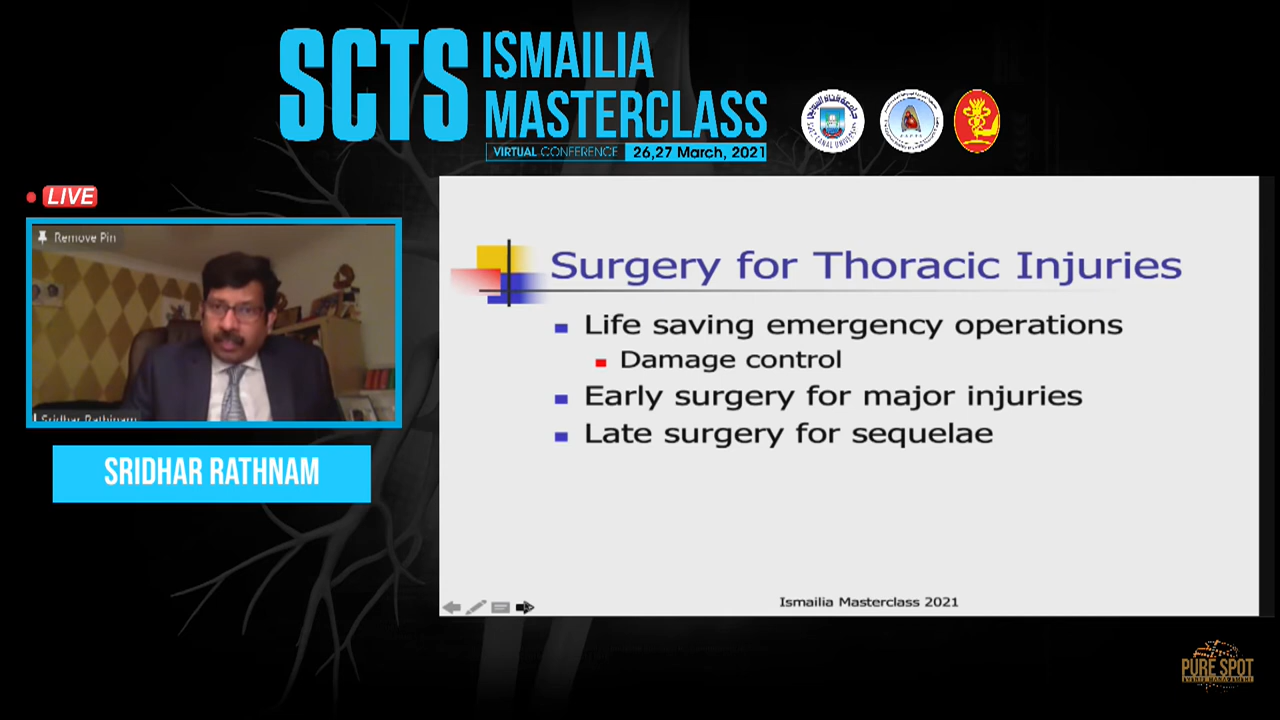 SCTS
ISMAILIA
MASTERCLASS
VIRTUAL CONFERENCE 26,27 March, 2021
LIVE
Remove Pin
Sridhar Rathinam
SRIDHAR RATHNAM
Surgery for Thoracic Injuries
Life saving emergency operations
Damage control
Early surgery for major injuries
Late surgery for sequelae
Ismailia Masterclass 2021
PURE SPOT